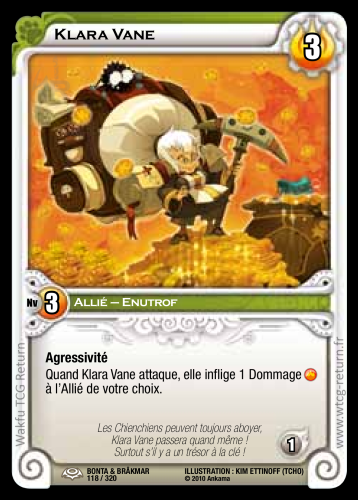 KLARA VANE
3
Nv 3 ALLIÉ – ENUTROF
Agressivité
Quand Klara Vane attaque, elle inflige 1 Dommage
à l'Allié de votre choix.
Les Chienchiens peuvent toujours aboyer,
Klara Vane passera quand même !
Surtout s'il y a un trésor à la clé !
1
BONTA & BRÂKMAR
118 / 320
ILLUSTRATION : KIM ETTINOFF (TCHO)
© 2010 Ankama
Wakfu TCG Return
www.wtcg-return.fr